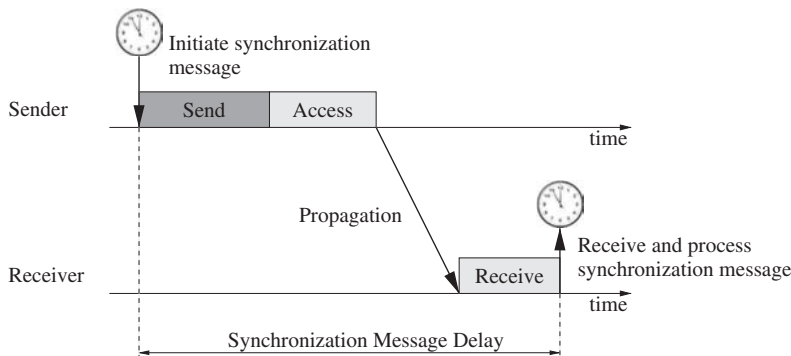 Initiate synchronization
message
Sender
Send
Access
time
Propagation
Receive and process
synchronization message
Receiver
Receive
time
Synchronization Message Delay